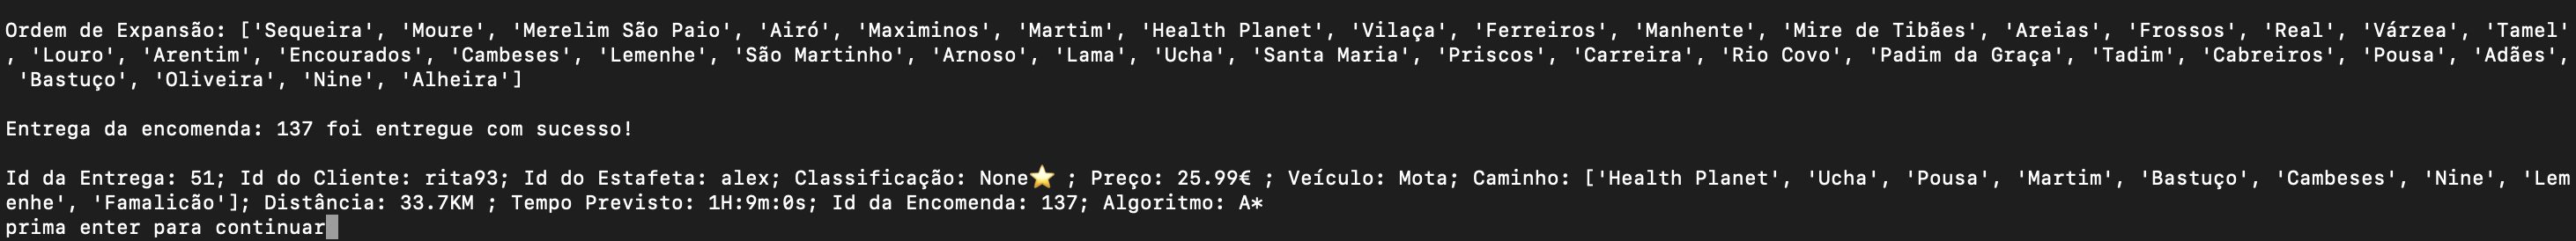 Ordem de Expansão: ['Sequeira', 'Moure', 'Merelim São Paio', 'Airó', 'Maximinos', 'Martim', 'Health Planet', 'Vilaça', 'Ferreiros', 'Manhente', 'Mire de Tibães', 'Areias', 'Frossos', 'Real', 'Várzea', 'Tamel'
, 'Louro', 'Arentim', 'Encourados', 'Cambeses', 'Lemenhe', 'São Martinho', 'Arnoso', 'Lama', 'Ucha', 'Santa Maria', 'Priscos', 'Carreira', 'Rio Covo', 'Padim da Graça', 'Tadim', 'Cabreiros', 'Pousa', 'Adães',
'Bastuço', 'Oliveira', 'Nine', 'Alheira']
Entrega da encomenda: 137 foi entregue com sucesso!
Id da Entrega: 51; Id do Cliente: rita93; Id do Estafeta: alex; Classificação: None⭐ ; Preço: 25.99€ ; Veículo: Mota; Caminho: ['Health Planet', 'Ucha', 'Pousa', 'Martim', 'Bastuço', 'Cambeses', 'Nine', 'Lem
enhe', 'Famalicão']; Distância: 33.7KM ; Tempo Previsto: 1H:9m:0s; Id da Encomenda: 137; Algoritmo: A*
prima enter para continuar